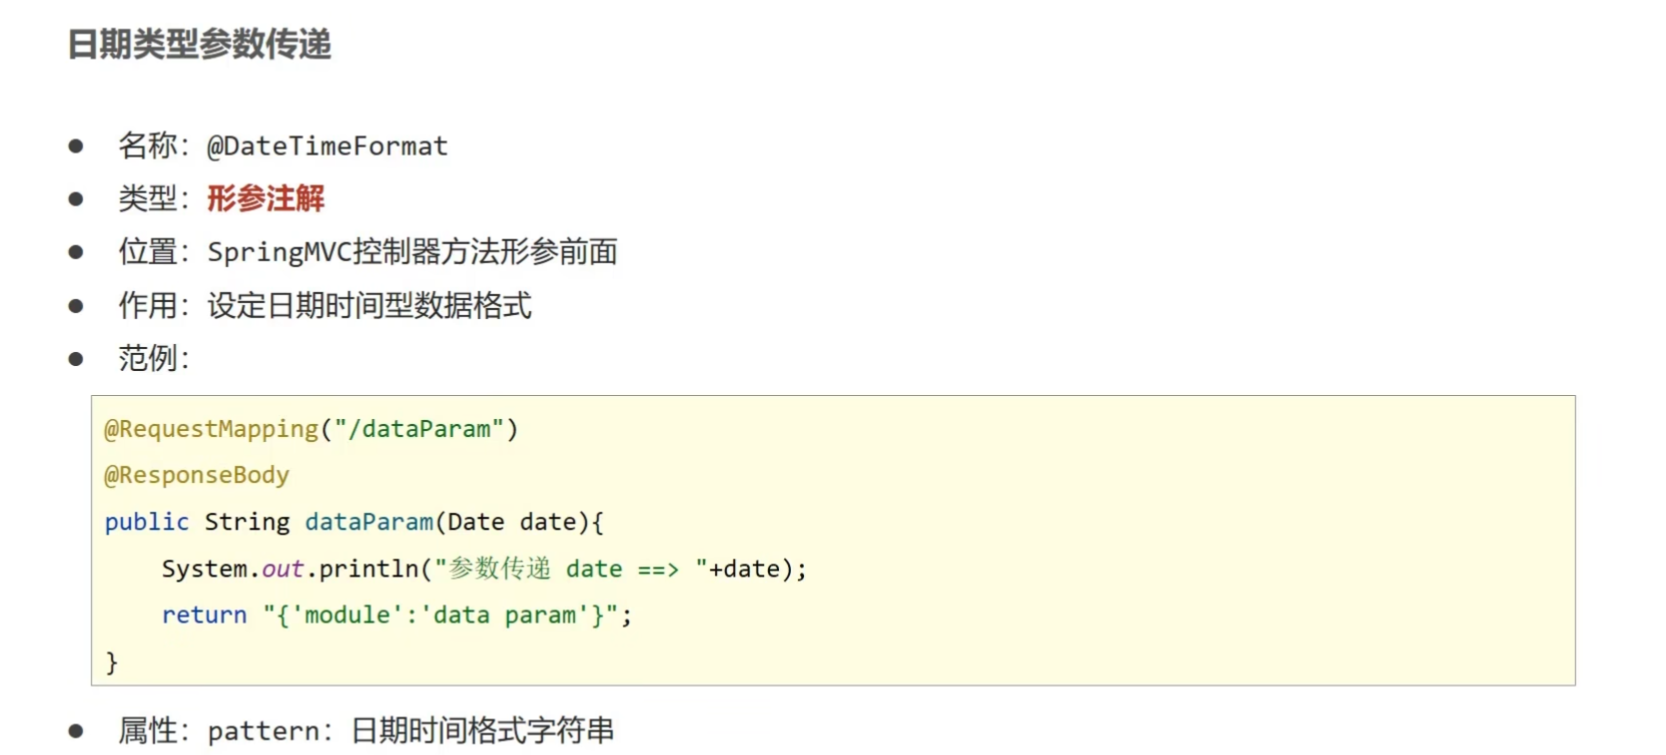 日期类型参数传递
● 名称：@DateTimeFormat
● 类型：形参注解
● 位置：SpringMVC控制器方法形参前面
● 作用：设定日期时间型数据格式
● 范例：
@RequestMapping("/dataParam")
@ResponseBody
public String dataParam(Date date){
    System.out.println("参数传递 date ==> "+date);
    return "{'module':'data param'}";
}
● 属性：pattern：日期时间格式字符串